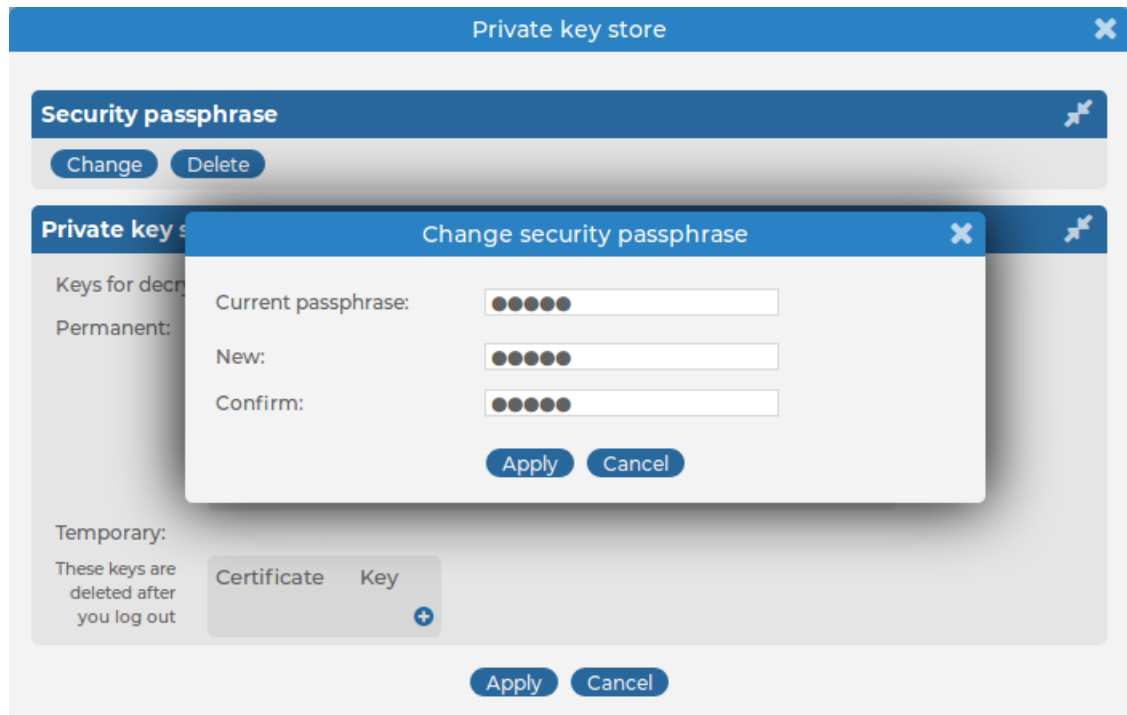 Private key store
Security passphrase
Change Delete
Private key
Change security passphrase
Keys for
Current passphrase: ●●●●●
Permanent:
New: ●●●●●
Confirm: ●●●●●
Apply Cancel
Temporary:
These keys are
deleted after
you log out
Certificate Key
Apply Cancel